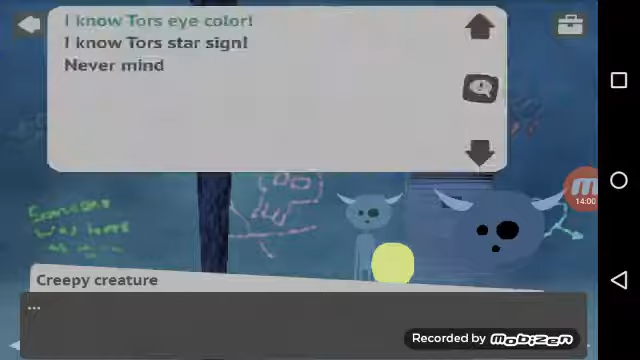 I know Tors eye color!
I know Tors star sign!
Never mind
14:00
Someone
was here
Creepy creature
...
Recorded by mobizen